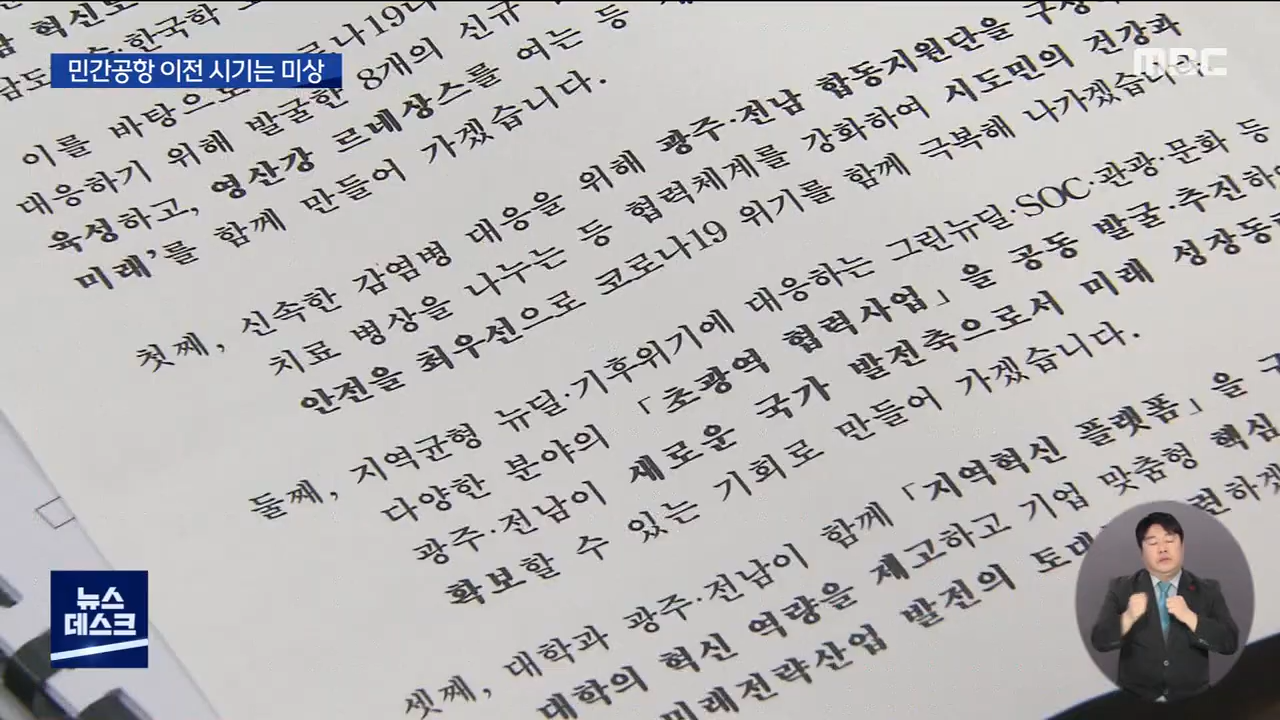 민간공항 이전 시기는 미상
MBC
이를 바탕으로
대응하기 위해 발굴한 8개의 신규
육성하고, 영산강 르네상스를 여는 등
미래’를 함께 만들어 가겠습니다.
첫째, 신속한 감염병 대응을 위해 광주·전남 합동지원단을
치료 병상을 나누는 등 협력체계를 강화하여 시도민의 건강과
안전을 최우선으로 코로나19 위기를 함께 극복해 나가겠습니다
둘째, 지역균형 뉴딜·기후위기에 대응하는 그린뉴딜·SOC·관광·문화 등
다양한 분야의 「초광역 협력사업」을 공동 발굴·추진하
광주·전남이 새로운 국가 발전축으로서 미래 성장동
확보할 수 있는 기회로 만들어 가겠습니다.
셋째, 대학과 광주·전남이 함께 「지역혁신 플랫폼」을
대학의 혁신 역량을 제고하고 기업 맞춤형 핵심
미래전략산업 발전의
뉴스
데스크